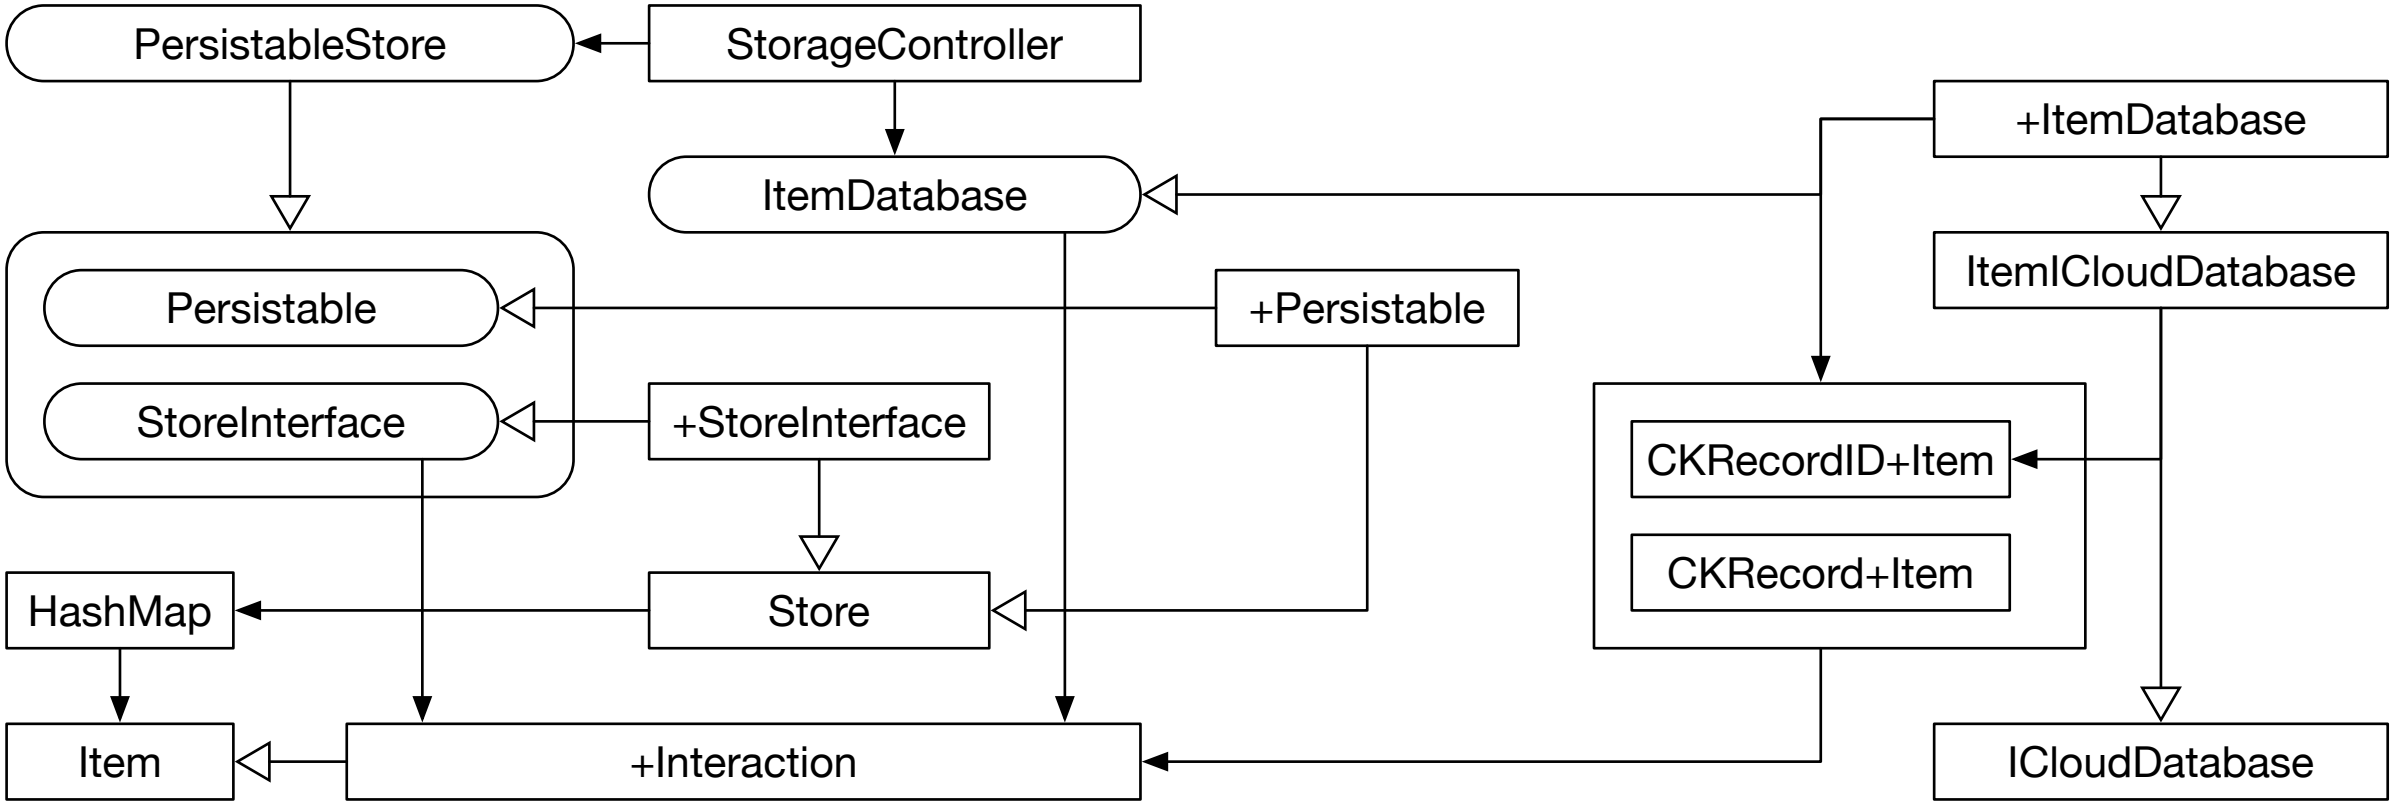 PersistableStore
StorageController
+ItemDatabase
ItemDatabase
ItemICloudDatabase
Persistable
+Persistable
StoreInterface
+StoreInterface
CKRecordID+Item
CKRecord+Item
HashMap
Store
Item
+Interaction
ICloudDatabase